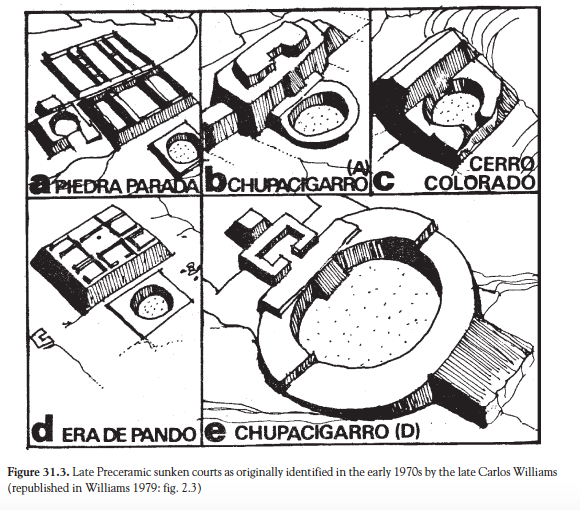 a PIEDRA PARADA
b CHUPACIGARRO (A)
c CERRO
COLORADO
d ERA DE PANDO
e CHUPACIGARRO (D)
Figure 31.3. Late Preceramic sunken courts as originally identified in the early 1970s by the late Carlos Williams
(republished in Williams 1979: fig. 2.3)